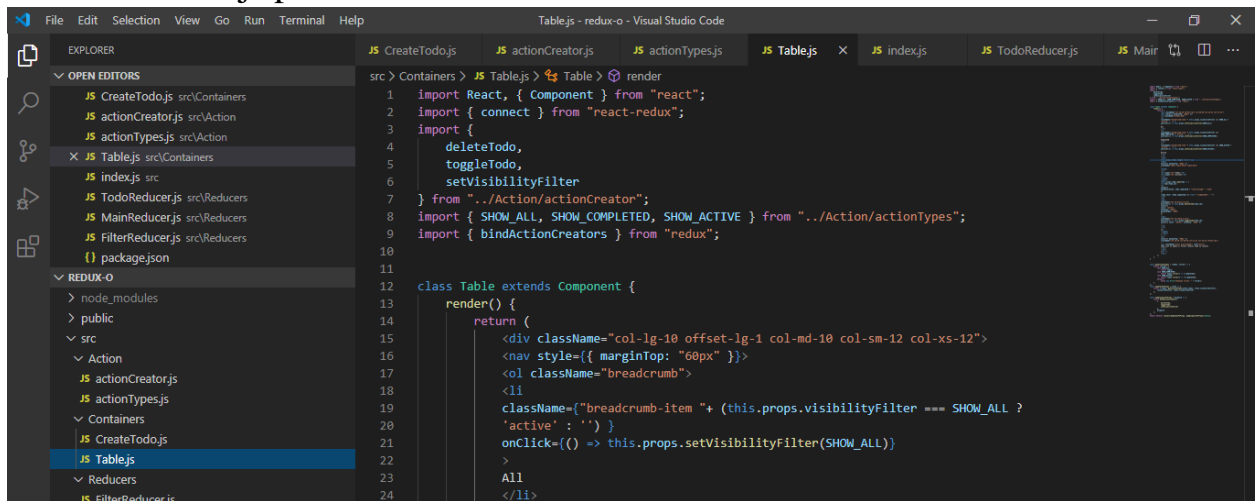 File Edit Selection View Go Run Terminal Help
Table.js - redux-o - Visual Studio Code
EXPLORER
OPEN EDITORS
JS CreateTodo.js src\Containers
JS actionCreator.js src\Action
JS actionTypes.js src\Action
JS Table.js src\Containers
JS index.js src
JS TodoReducer.js src\Reducers
JS MainReducer.js src\Reducers
JS FilterReducer.js src\Reducers
{} package.json
REDUX-O
node_modules
public
src
Action
JS actionCreator.js
JS actionTypes.js
Containers
JS CreateTodo.js
JS Table.js
Reducers
JS FilterReducer.js
JS CreateTodo.js JS actionCreator.js JS actionTypes.js JS Table.js JS index.js JS TodoReducer.js JS Mair
src > Containers > JS Table.js > Table > render
1 import React, { Component } from "react";
2 import { connect } from "react-redux";
3 import {
4 deleteTodo,
5 toggleTodo,
6 setVisibilityFilter
7 } from "../Action/actionCreator";
8 import { SHOW_ALL, SHOW_COMPLETED, SHOW_ACTIVE } from "../Action/actionTypes";
9 import { bindActionCreators } from "redux";
10
11
12 class Table extends Component {
13 render() {
14 return (
15 <div className="col-lg-10 offset-lg-1 col-md-10 col-sm-12 col-xs-12">
16 <nav style={{ marginTop: "60px" }}>
17 <ol className="breadcrumb">
18 <li
19 className={"breadcrumb-item "+ (this.props.visibilityFilter === SHOW_ALL ?
20 'active' : '') }
21 onClick={() => this.props.setVisibilityFilter(SHOW_ALL)}
22 >
23 All
24 </li>